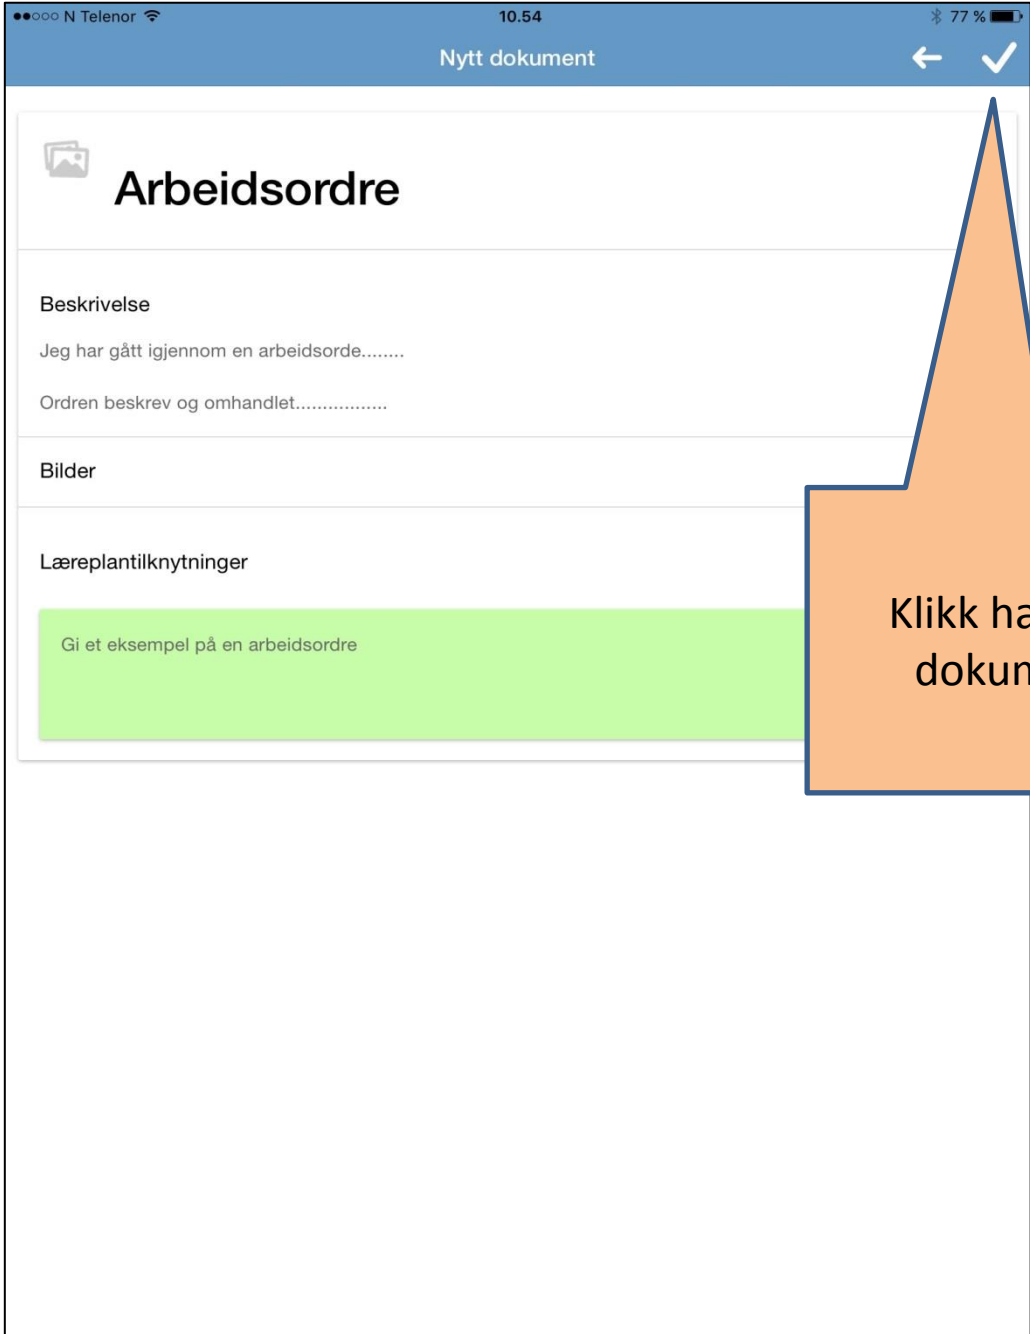 N Telenor 10.54 77 %
Nytt dokument
Arbeidsordre
Beskrivelse
Jeg har gått igjennom en arbeidsorde........
Ordren beskrev og omhandlet.................
Bilder
Læreplantilknytninger
Gi et eksempel på en arbeidsordre
Klikk